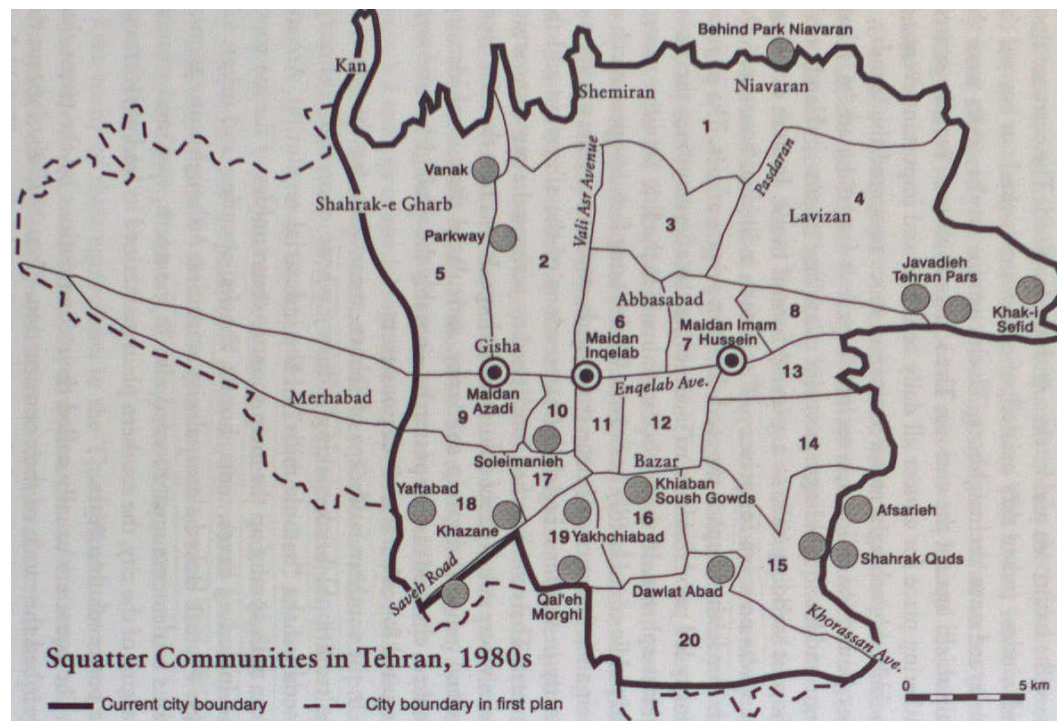 Behind Park Niavaran
Kan
Shemiran
Niavaran
1
Vanak
Pasdaran
4
Shahrak-e Gharb
Vali Asr Avenue
3
Lavizan
Parkway
2
5
Javadieh
Tehran Pars
Abbasabad
8
Khak-i
Sefid
6
Maidan Imam
Hussein
Maidan
Inqelab
7
Gisha
13
Enqelab Ave.
Maidan
Azadi
Merhabad
10
9
11
12
14
Soleimanieh
Bazar
17
Yaftabad
18
Khiaban
Soush Gowds
Khazane
16
Afsarieh
19
Yakhchiabad
15
Shahrak Quds
Saveh Road
Qal'eh
Morghi
Dawlat Abad
20
Khorassan Ave.
Squatter Communities in Tehran, 1980s
Current city boundary
City boundary in first plan
0
5 km